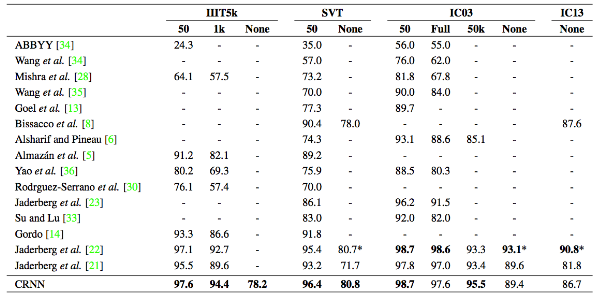 IIIT5k SVT IC03 IC13
50 1k None 50 None 50 Full 50k None None
ABBYY [34] 24.3 - - 35.0 - 56.0 55.0 - - -
Wang et al. [34] - - - 57.0 - 76.0 62.0 - - -
Mishra et al. [28] 64.1 57.5 - 73.2 - 81.8 67.8 - - -
Wang et al. [35] - - - 70.0 - 90.0 84.0 - - -
Goel et al. [13] - - - 77.3 - 89.7 - - - -
Bissacco et al. [8] - - - 90.4 78.0 - - - - 87.6
Alsharif and Pineau [6] - - - 74.3 - 93.1 88.6 85.1 - -
Almazán et al. [5] 91.2 82.1 - 89.2 - - - - - -
Yao et al. [36] 80.2 69.3 - 75.9 - 88.5 80.3 - - -
Rodrguez-Serrano et al. [30] 76.1 57.4 - 70.0 - - - - - -
Jaderberg et al. [23] - - - 86.1 - 96.2 91.5 - - -
Su and Lu [33] - - - 83.0 - 92.0 82.0 - - -
Gordo [14] 93.3 86.6 - 91.8 - - - - - -
Jaderberg et al. [22] 97.1 92.7 - 95.4 80.7* 98.7 98.6 93.3 93.1* 90.8*
Jaderberg et al. [21] 95.5 89.6 - 93.2 71.7 97.8 97.0 93.4 89.6 81.8
CRNN 97.6 94.4 78.2 96.4 80.8 98.7 97.6 95.5 89.4 86.7